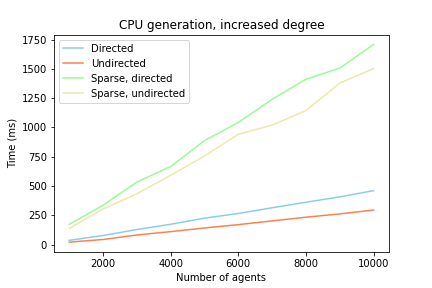 CPU generation, increased degree
1750
1500
1250
1000
750
500
250
0
Time (ms)
Directed
Undirected
Sparse, directed
Sparse, undirected
2000 4000 6000 8000 10000
Number of agents